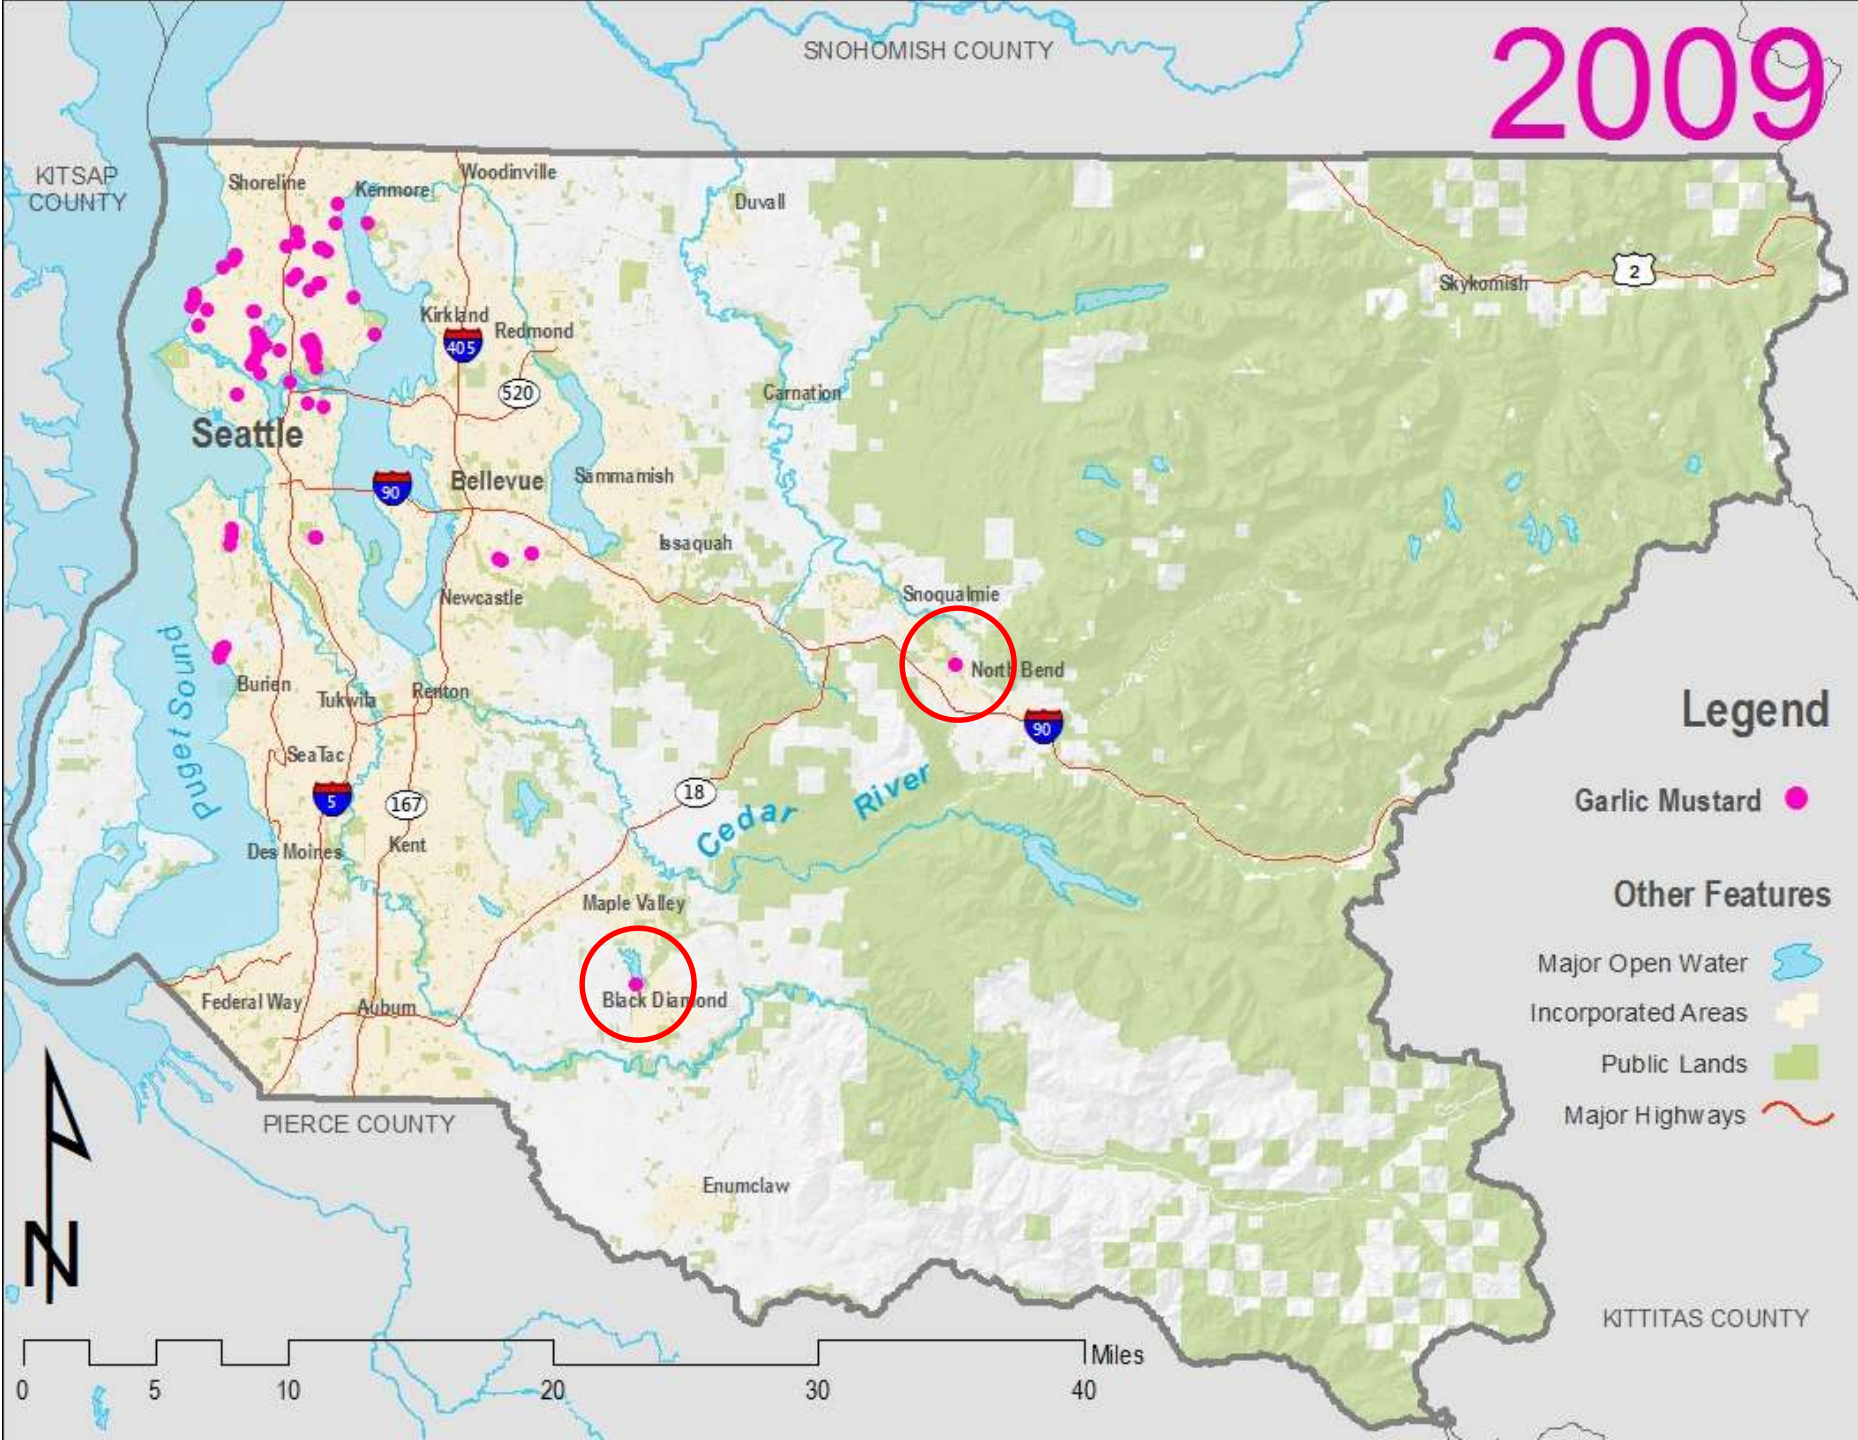 2009
SNOHOMISH COUNTY
KITSAP
COUNTY
Shoreline
Kenmore
Woodinville
Duvall
Skykomish
2
Kirkland
405
Redmond
520
Carnation
Seattle
90
Bellevue
Sammamish
Issaquah
Newcastle
Snoqualmie
North Bend
90
Puget Sound
Burien
Tukwila
Renton
SeaTac
5
167
18
Cedar River
Des Moines
Kent
Maple Valley
Black Diamond
Federal Way
Auburn
PIERCE COUNTY
Enumclaw
KITTITAS COUNTY
Legend
Garlic Mustard
Other Features
Major Open Water
Incorporated Areas
Public Lands
Major Highways
N
Miles
0 5 10 20 30 40